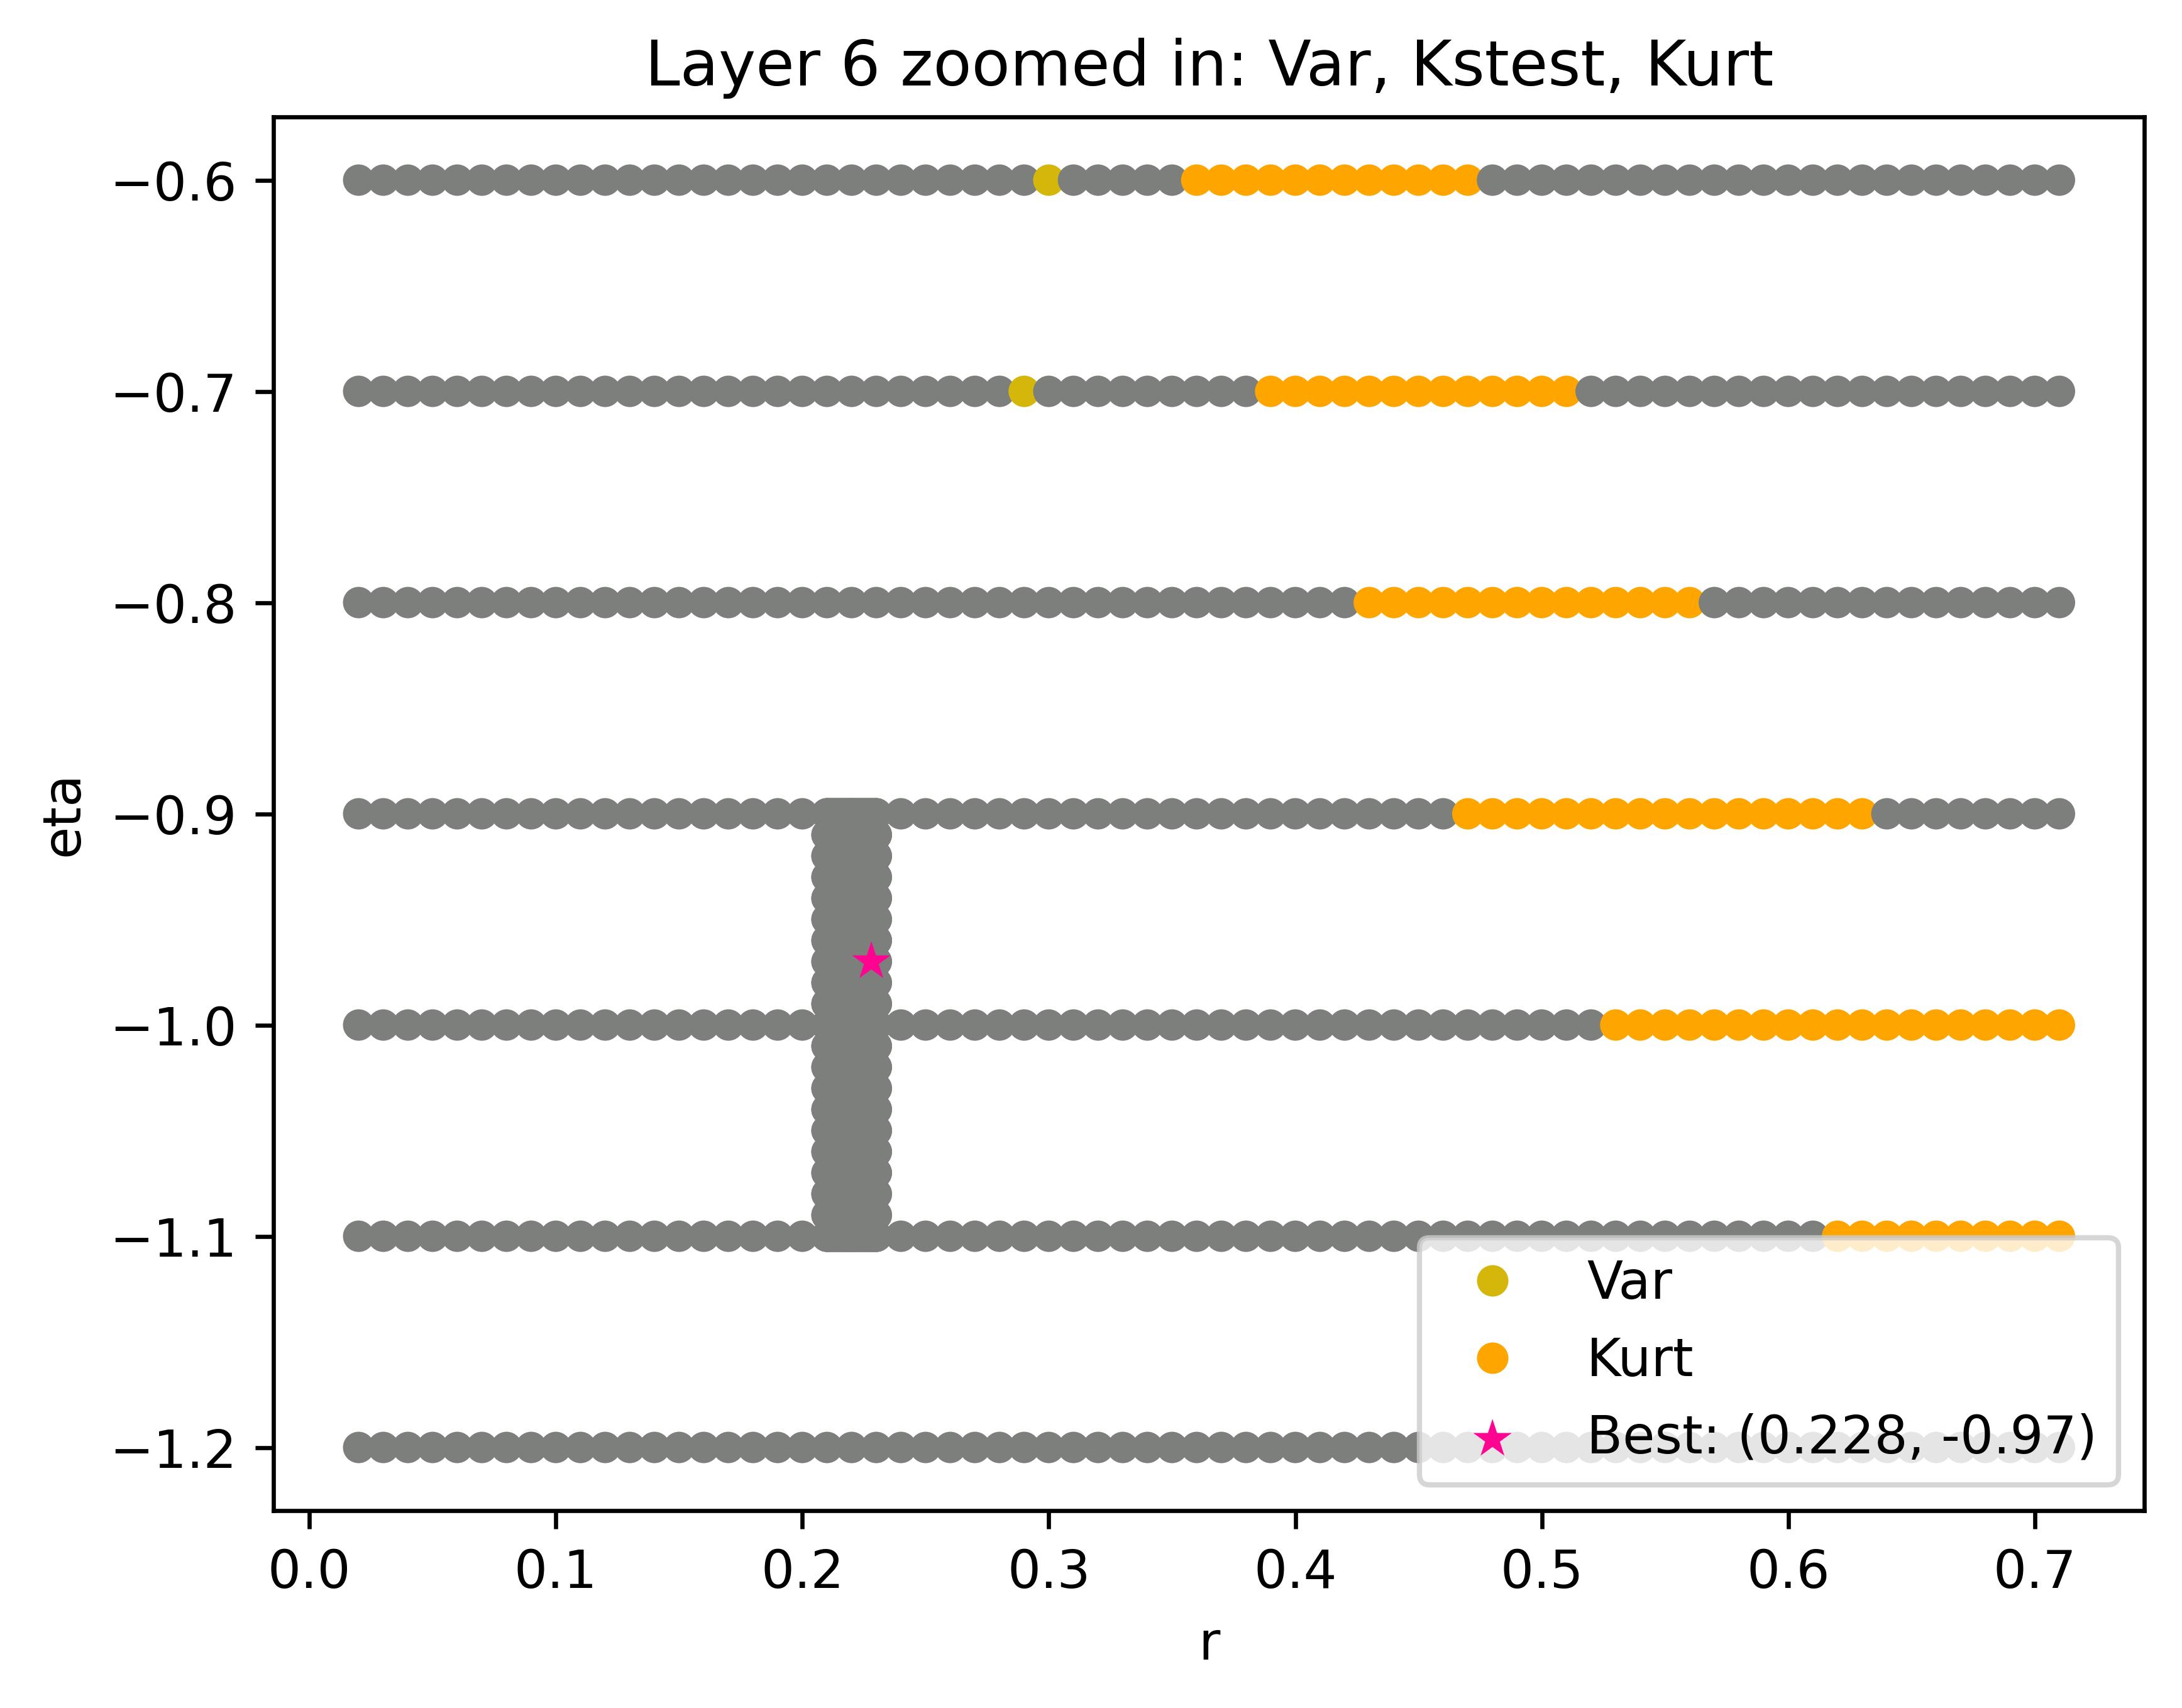 Layer 6 zoomed in: Var, Kstest, Kurt
−0.6
−0.7
−0.8
−0.9
−1.0
−1.1
−1.2
eta
Var
Kurt
Best: (0.228, -0.97)
0.0 0.1 0.2 0.3 0.4 0.5 0.6 0.7
r